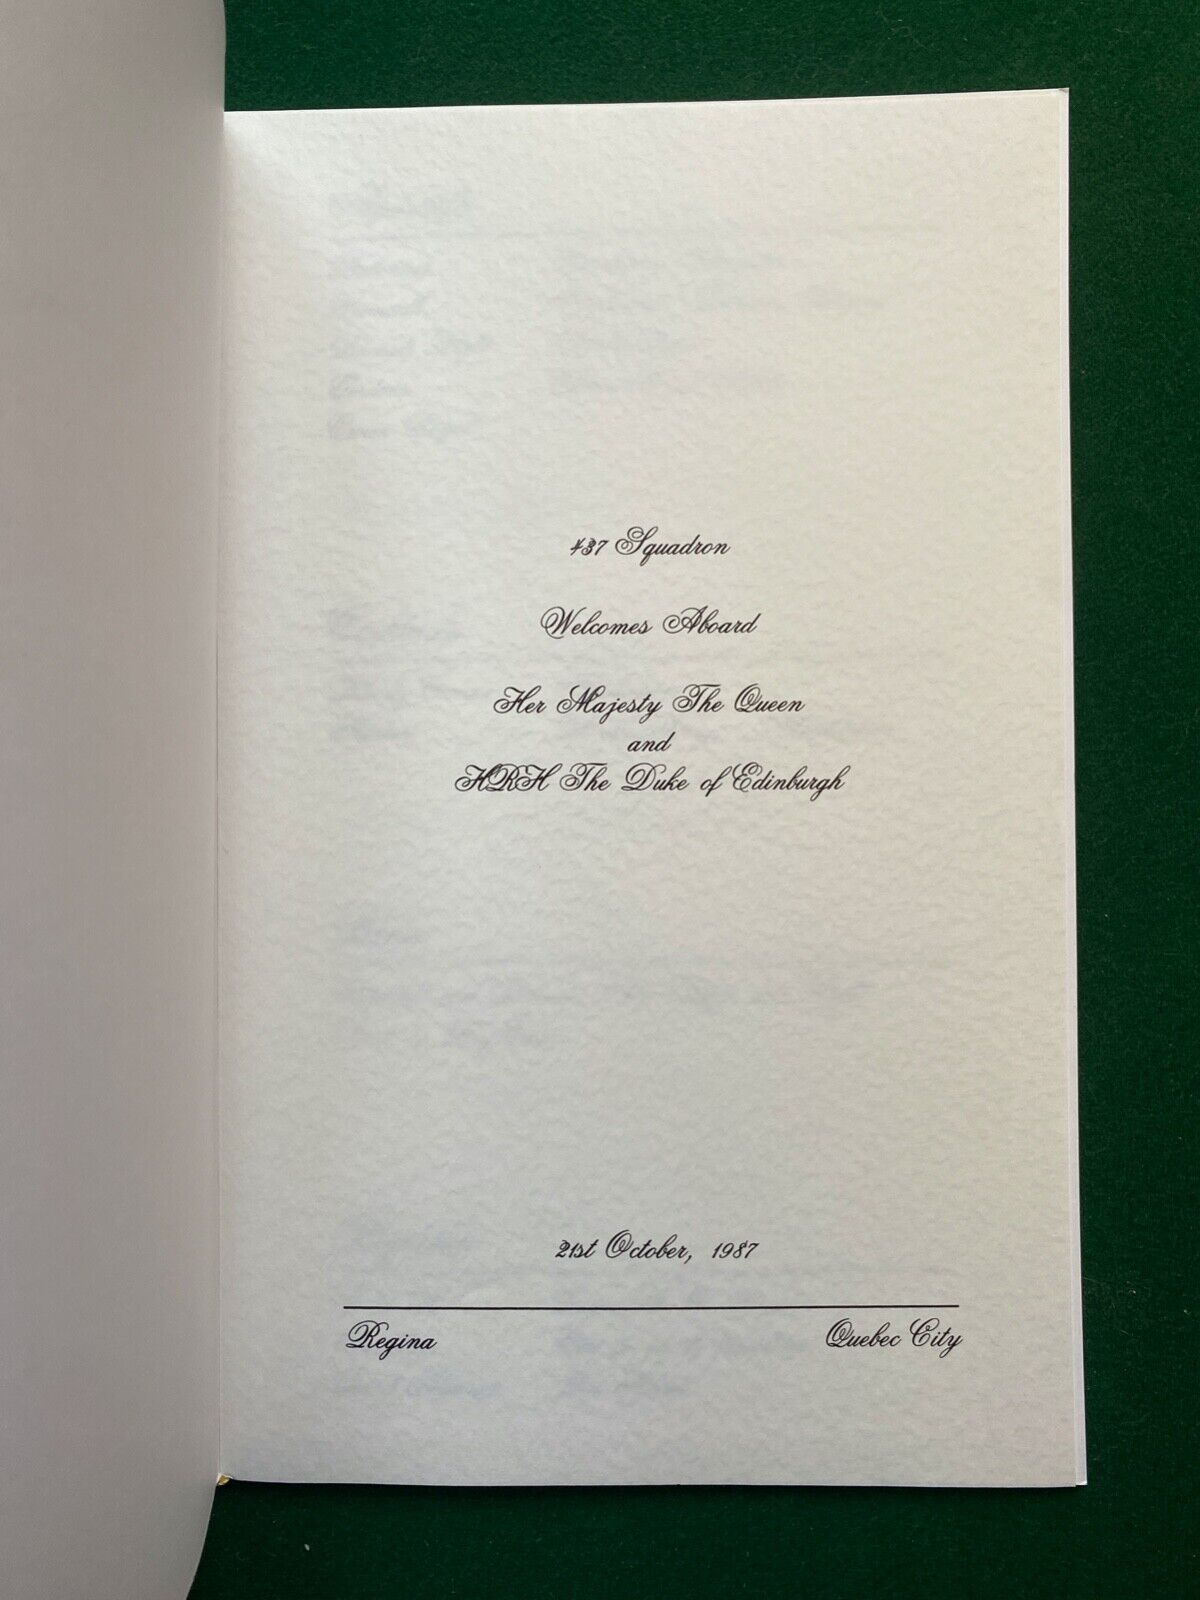 437 Squadron
Welcomes Aboard
Her Majesty The Queen
and
HRH The Duke of Edinburgh
21st October, 1987
Regina Quebec City